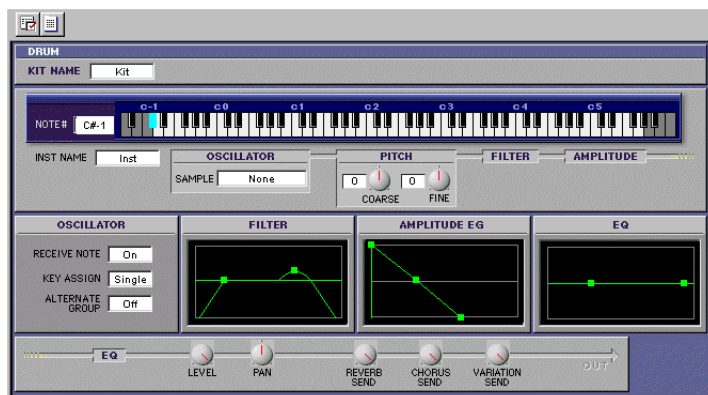 DRUM
KIT NAME Kit
C-1 C0 C1 C2 C3 C4 C5
NOTE# C#-1
INST NAME Inst
OSCILLATOR PITCH FILTER AMPLITUDE
SAMPLE None
0 0
COARSE FINE
OSCILLATOR FILTER AMPLITUDE EG EQ
RECEIVE NOTE On
KEY ASSIGN Single
ALTERNATE
GROUP Off
EQ
OUT
LEVEL PAN REVERB SEND CHORUS SEND VARIATION SEND